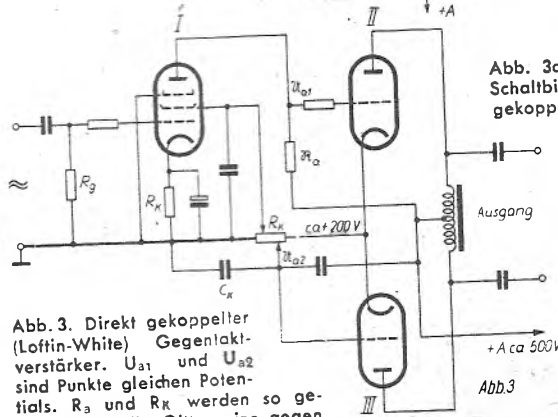 I
II
+A
Abb. 3a
Schaltbi
gekopp
Ua1
Ra
Rg
Rk
Rk
ca+200V
Ausgang
Ck
Ua2
+A ca 500V
III
Abb.3
Abb. 3. Direkt gekoppelter
(Loftin-White) Gegentakt-
verstärker. Ua1 und Ua2
sind Punkte gleichen Poten-
tials. Ra und RK werden so ge-